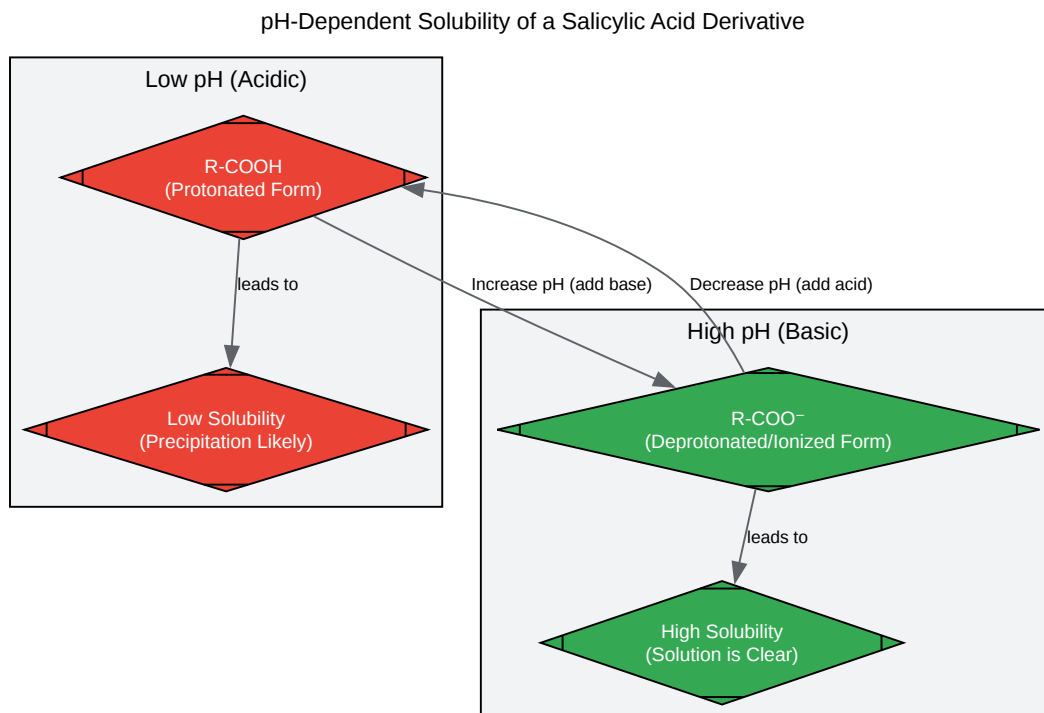 pH-Dependent Solubility of a Salicylic Acid Derivative
Low pH (Acidic)
R-COOH
(Protonated Form)
leads to
Increase pH (add base)
Decrease pH (add acid)
High pH (Basic)
Low Solubility
(Precipitation Likely)
R-COO⁻
(Deprotonated/Ionized Form)
leads to
High Solubility
(Solution is Clear)